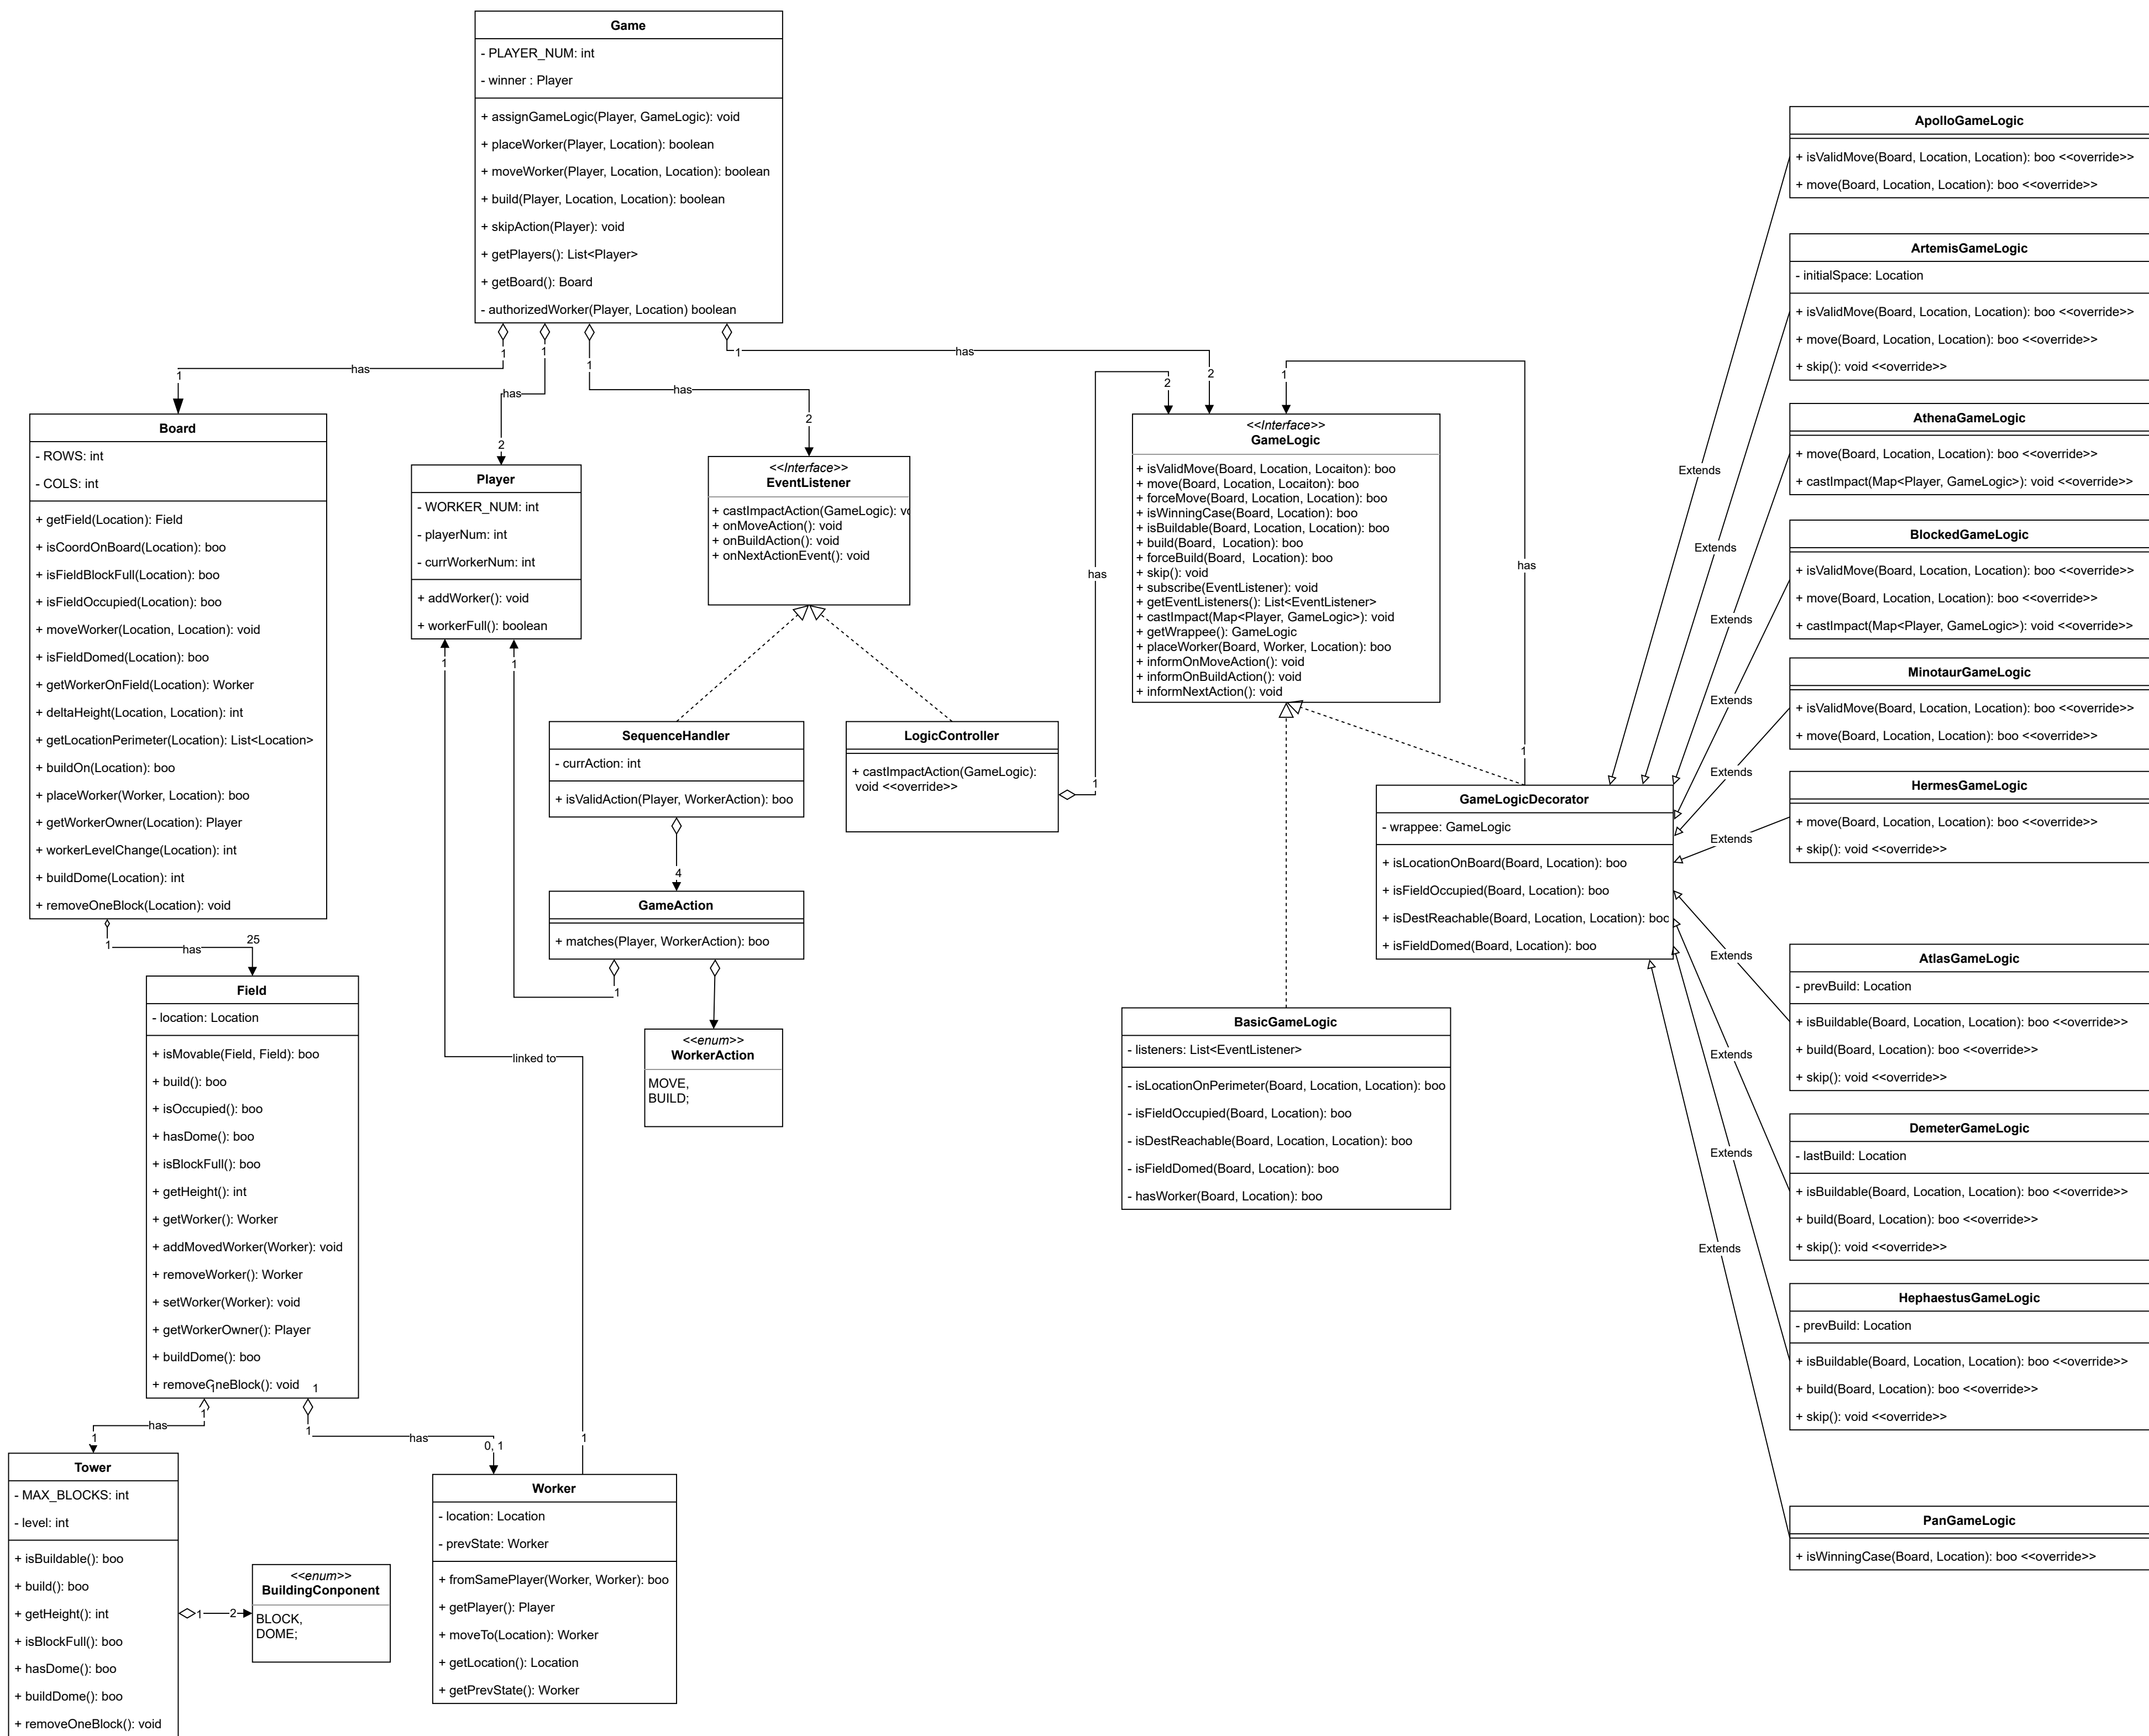 Game
- PLAYER_NUM: int
- winner : Player
+ assignGameLogic(Player, GameLogic): void
+ placeWorker(Player, Location): boolean
+ moveWorker(Player, Location, Location): boolean
+ build(Player, Location, Location): boolean
+ skipAction(Player): void
+ getPlayers(): List<Player>
+ getBoard(): Board
- authorizedWorker(Player, Location) boolean
1
1
1
1
has
has
has
has
1
2
2
2
2
1
has
has
1
1
Board
- ROWS: int
- COLS: int
+ getField(Location): Field
+ isCoordOnBoard(Location): boo
+ isFieldBlockFull(Location): boo
+ isFieldOccupied(Location): boo
+ moveWorker(Location, Location): void
+ isFieldDomed(Location): boo
+ getWorkerOnField(Location): Worker
+ deltaHeight(Location, Location): int
+ getLocationPerimeter(Location): List<Location>
+ buildOn(Location): boo
+ placeWorker(Worker, Location): boo
+ getWorkerOwner(Location): Player
+ workerLevelChange(Location): int
+ buildDome(Location): int
+ removeOneBlock(Location): void
1
has
25
Player
- WORKER_NUM: int
- playerNum: int
- currWorkerNum: int
+ addWorker(): void
+ workerFull(): boolean
1
1
<<Interface>>
EventListener
+ castImpactAction(GameLogic): vo
+ onMoveAction(): void
+ onBuildAction(): void
+ onNextActionEvent(): void
<<Interface>>
GameLogic
+ isValidMove(Board, Location, Locaiton): boo
+ move(Board, Location, Locaiton): boo
+ forceMove(Board, Location, Location): boo
+ isWinningCase(Board, Location): boo
+ isBuildable(Board, Location, Location): boo
+ build(Board,  Location): boo
+ forceBuild(Board,  Location): boo
+ skip(): void
+ subscribe(EventListener): void
+ getEventListeners(): List<EventListener>
+ castImpact(Map<Player, GameLogic>): void
+ getWrappee(): GameLogic
+ placeWorker(Board, Worker, Location): boo
+ informOnMoveAction(): void
+ informOnBuildAction(): void
+ informNextAction(): void
SequenceHandler
- currAction: int
+ isValidAction(Player, WorkerAction): boo
4
LogicController
+ castImpactAction(GameLogic):
void <<override>>
GameAction
+ matches(Player, WorkerAction): boo
1
linked to
1
<<enum>>
WorkerAction
MOVE,
BUILD;
GameLogicDecorator
- wrappee: GameLogic
+ isLocationOnBoard(Board, Location): boo
+ isFieldOccupied(Board, Location): boo
+ isDestReachable(Board, Location, Location): boo
+ isFieldDomed(Board, Location): boo
BasicGameLogic
- listeners: List<EventListener>
- isLocationOnPerimeter(Board, Location, Location): boo
- isFieldOccupied(Board, Location): boo
- isDestReachable(Board, Location, Location): boo
- isFieldDomed(Board, Location): boo
- hasWorker(Board, Location): boo
Field
- location: Location
+ isMovable(Field, Field): boo
+ build(): boo
+ isOccupied(): boo
+ hasDome(): boo
+ isBlockFull(): boo
+ getHeight(): int
+ getWorker(): Worker
+ addMovedWorker(Worker): void
+ removeWorker(): Worker
+ setWorker(Worker): void
+ getWorkerOwner(): Player
+ buildDome(): boo
+ removeOneBlock(): void
1
1
1
has
1
1
has
0, 1
Tower
- MAX_BLOCKS: int
- level: int
+ isBuildable(): boo
+ build(): boo
+ getHeight(): int
+ isBlockFull(): boo
+ hasDome(): boo
+ buildDome(): boo
+ removeOneBlock(): void
1
2
<<enum>>
BuildingConponent
BLOCK,
DOME;
Worker
- location: Location
- prevState: Worker
+ fromSamePlayer(Worker, Worker): boo
+ getPlayer(): Player
+ moveTo(Location): Worker
+ getLocation(): Location
+ getPrevState(): Worker
ApolloGameLogic
+ isValidMove(Board, Location, Location): boo <<override>>
+ move(Board, Location, Location): boo <<override>>
Extends
ArtemisGameLogic
- initialSpace: Location
+ isValidMove(Board, Location, Location): boo <<override>>
+ move(Board, Location, Location): boo <<override>>
+ skip(): void <<override>>
Extends
AthenaGameLogic
+ move(Board, Location, Location): boo <<override>>
+ castImpact(Map<Player, GameLogic>): void <<override>>
Extends
BlockedGameLogic
+ isValidMove(Board, Location, Location): boo <<override>>
+ move(Board, Location, Location): boo <<override>>
+ castImpact(Map<Player, GameLogic>): void <<override>>
Extends
MinotaurGameLogic
+ isValidMove(Board, Location, Location): boo <<override>>
+ move(Board, Location, Location): boo <<override>>
Extends
HermesGameLogic
+ move(Board, Location, Location): boo <<override>>
+ skip(): void <<override>>
Extends
AtlasGameLogic
- prevBuild: Location
+ isBuildable(Board, Location, Location): boo <<override>>
+ build(Board, Location): boo <<override>>
+ skip(): void <<override>>
Extends
DemeterGameLogic
- lastBuild: Location
+ isBuildable(Board, Location, Location): boo <<override>>
+ build(Board, Location): boo <<override>>
+ skip(): void <<override>>
Extends
HephaestusGameLogic
- prevBuild: Location
+ isBuildable(Board, Location, Location): boo <<override>>
+ build(Board, Location): boo <<override>>
+ skip(): void <<override>>
Extends
PanGameLogic
+ isWinningCase(Board, Location): boo <<override>>
Extends